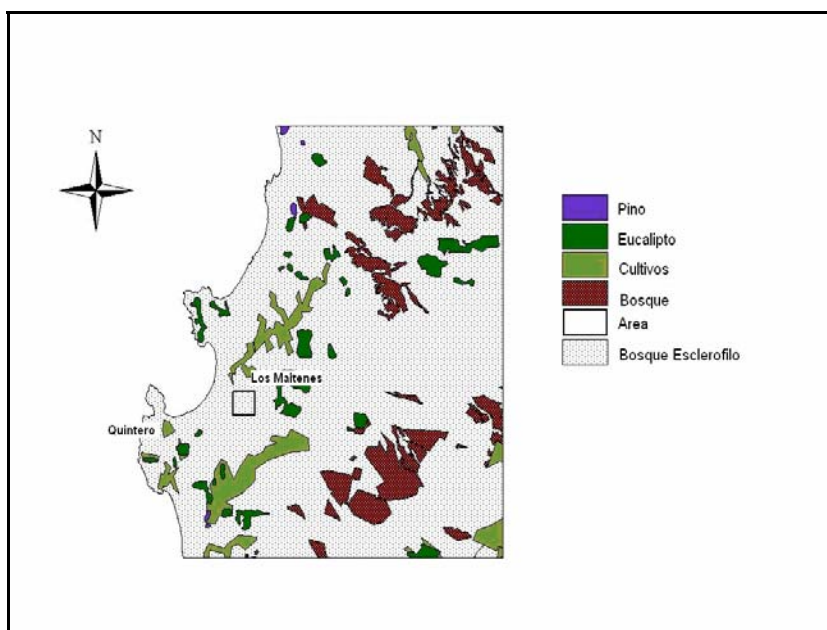 N
Pino
Eucalipto
Cultivos
Bosque
Area
Bosque Esclerofilo
Los Maitenes
Quintero